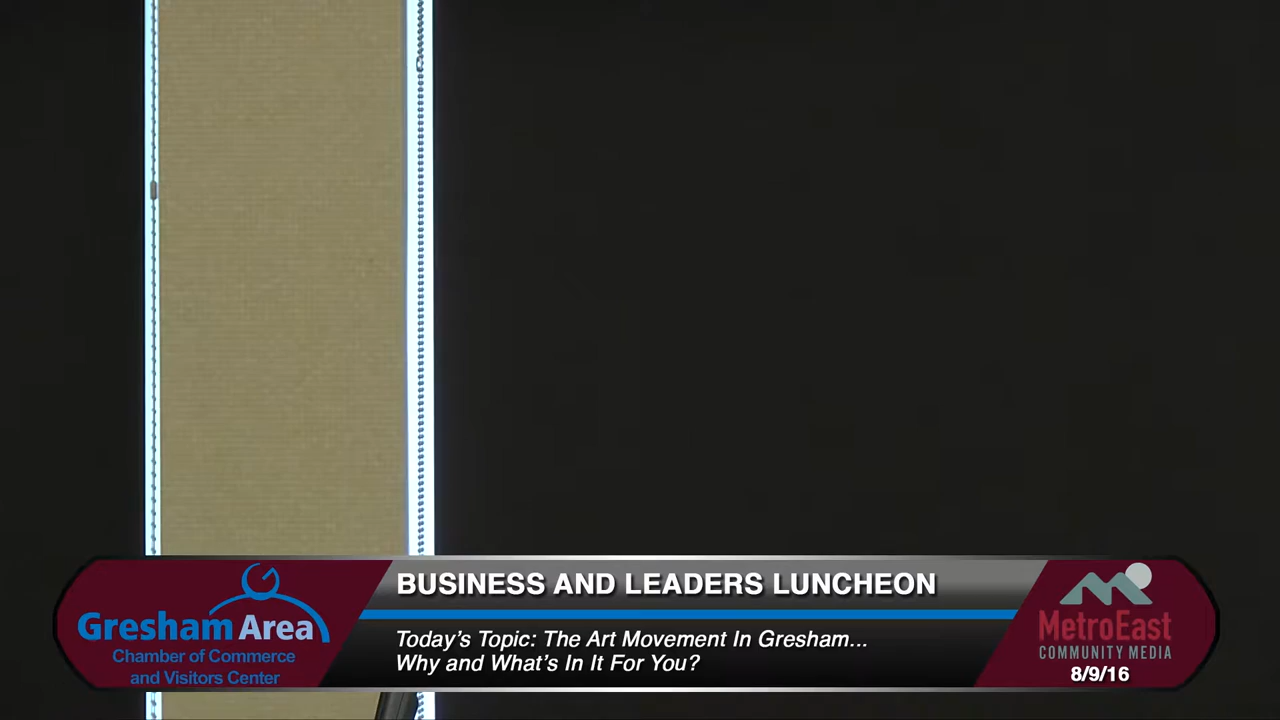 BUSINESS AND LEADERS LUNCHEON
Gresham Area
Chamber of Commerce
and Visitors Center
Today's Topic: The Art Movement In Gresham...
Why and What's In It For You?
MetroEast
COMMUNITY MEDIA
8/9/16